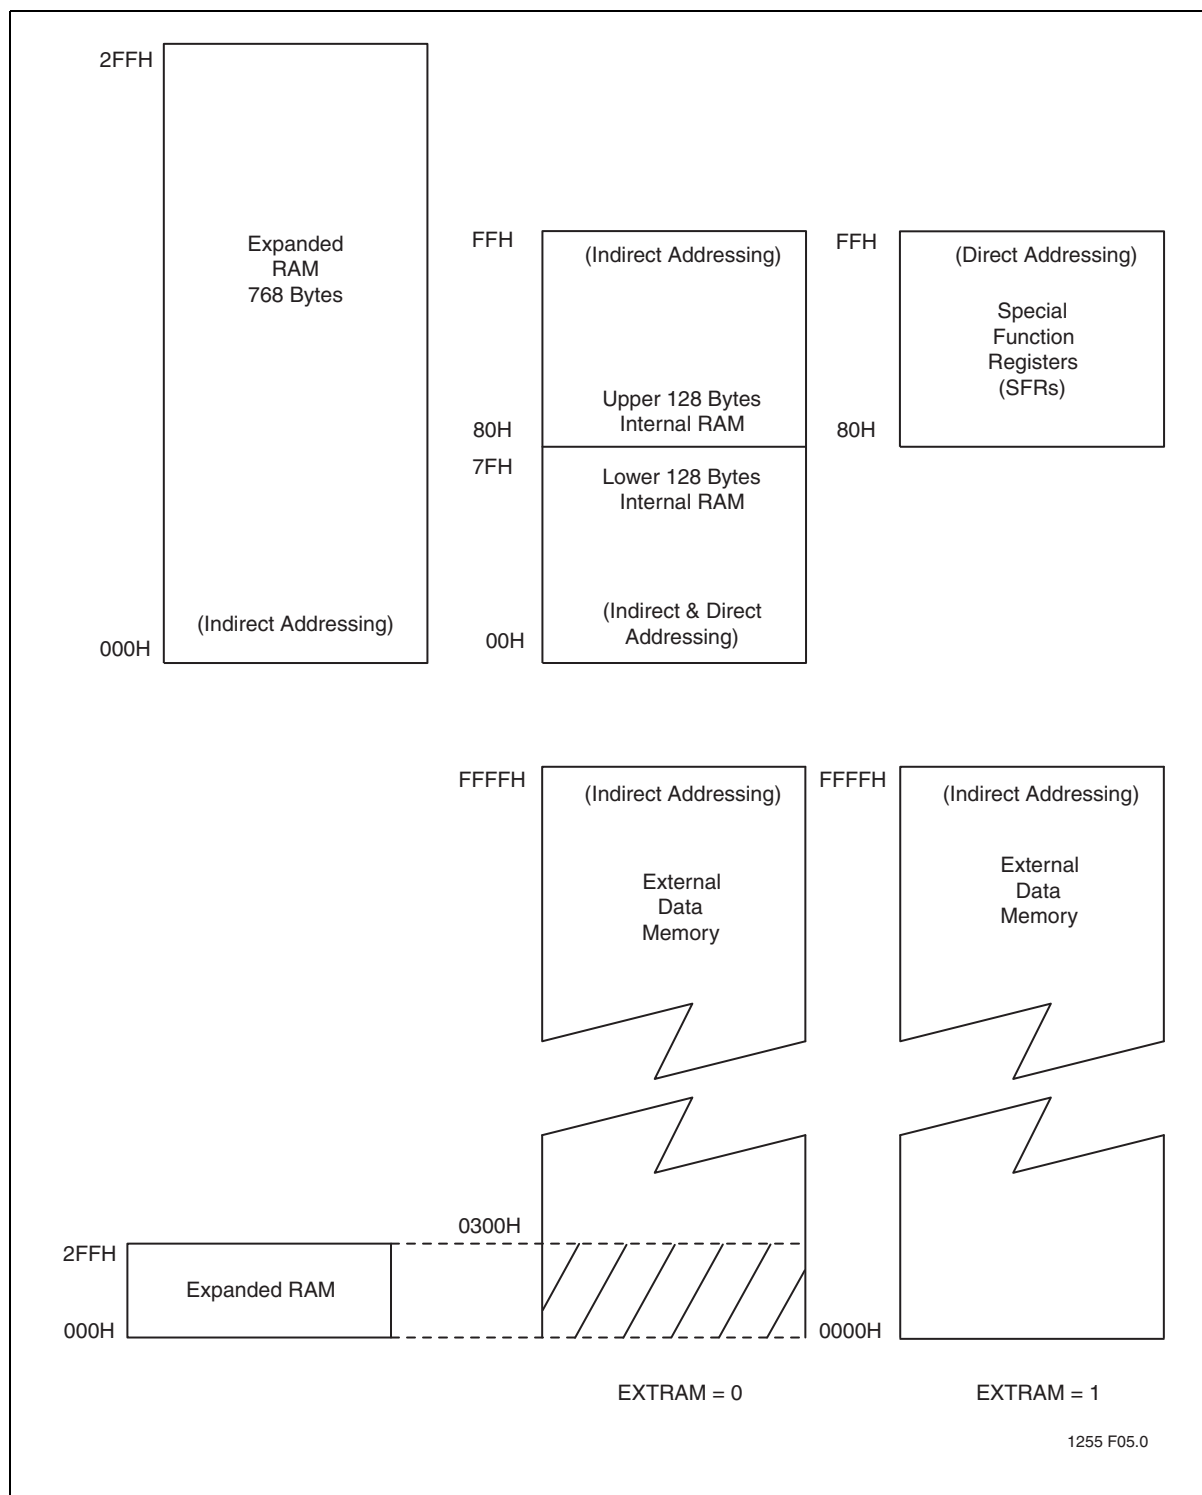 2FFH
Expanded
RAM
768 Bytes
(Indirect Addressing)
000H
FFH
(Indirect Addressing)
Upper 128 Bytes
Internal RAM
80H
7FH
Lower 128 Bytes
Internal RAM
(Indirect & Direct
Addressing)
00H
FFH
(Direct Addressing)
Special
Function
Registers
(SFRs)
80H
FFFFH
(Indirect Addressing)
External
Data
Memory
FFFFH
(Indirect Addressing)
External
Data
Memory
0300H
2FFH
Expanded RAM
000H
0000H
EXTRAM = 0
EXTRAM = 1
1255 F05.0